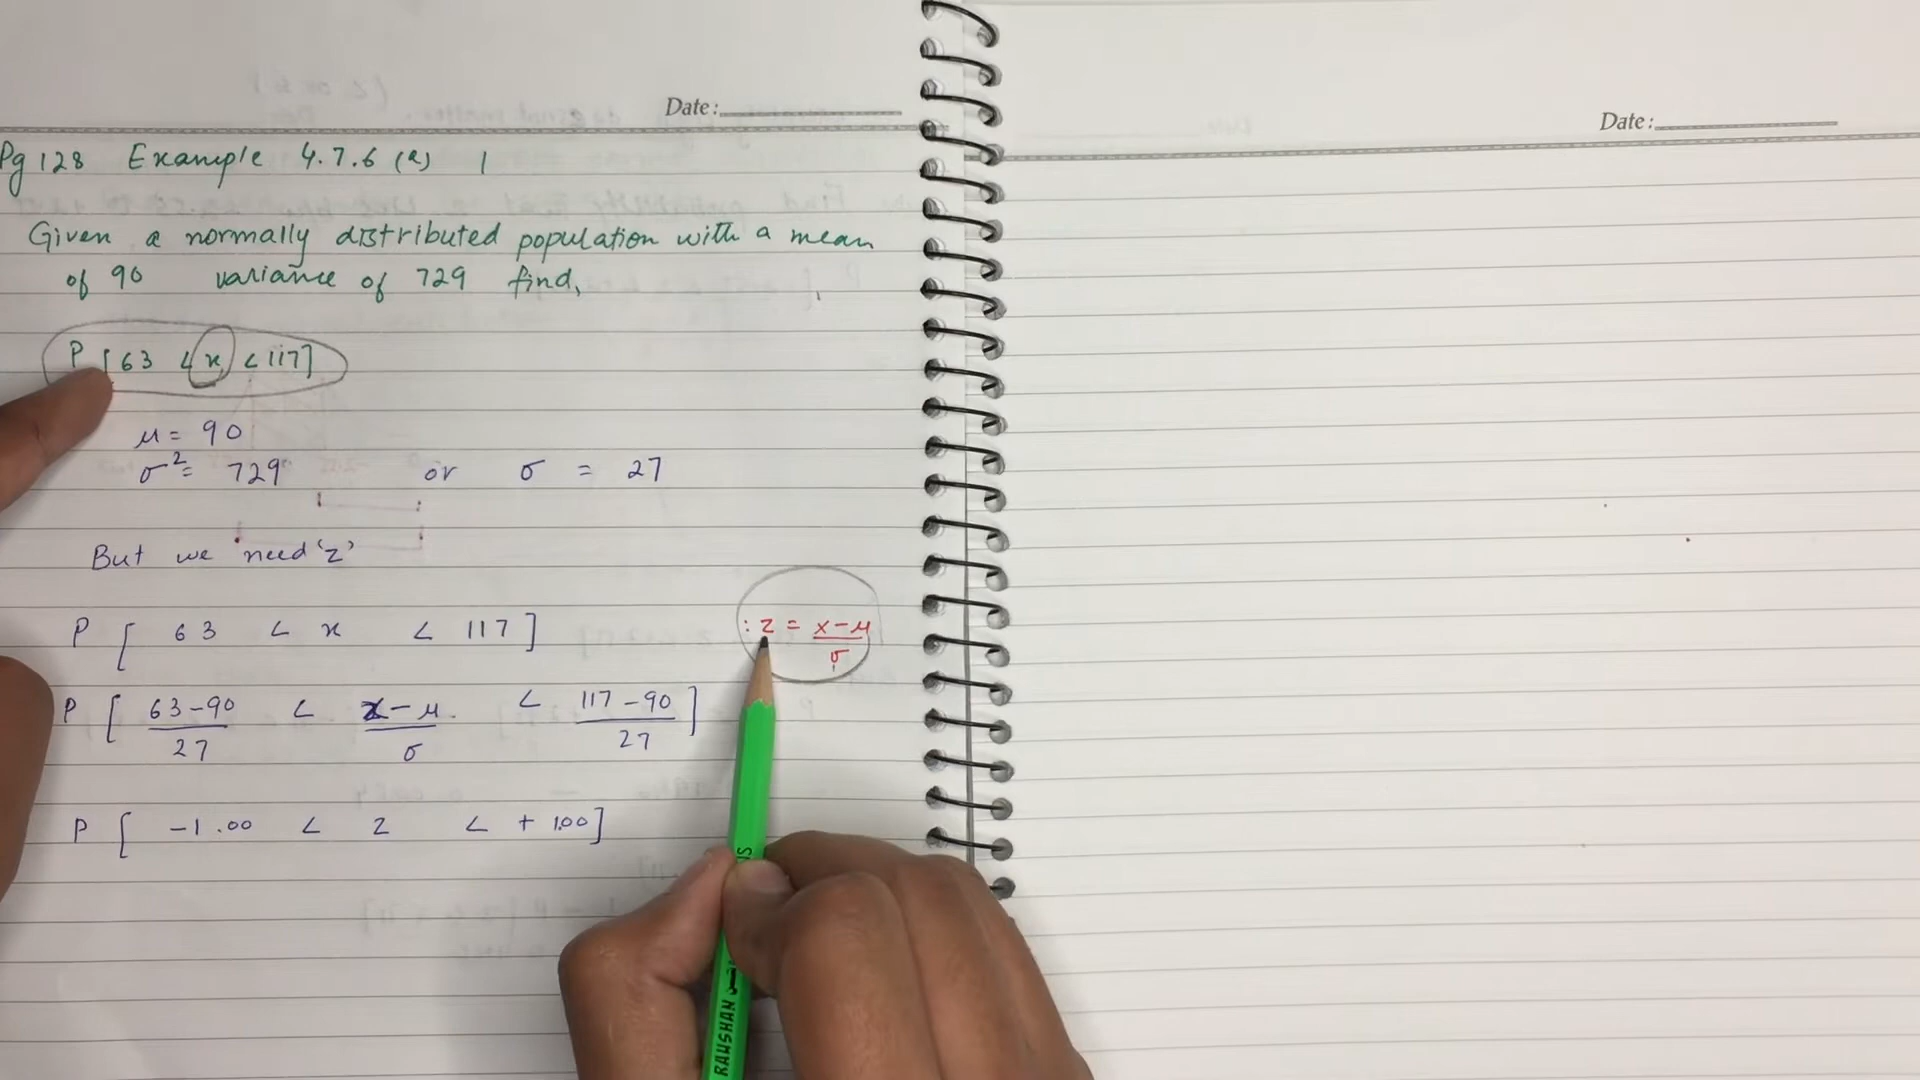 Date:
Pg 128 Example 4.7.6 (a)
Given a normally distributed population with a mean
of 90 variance of 729 find,
P [63 < x < 117]
μ = 90
σ² = 729 or σ = 27
But we need 'z'
P [ 63 < x < 117 ]
: z = x-μ / σ
P [ 63-90 / 27 < x-μ / σ < 117-90 / 27 ]
P [ -1.00 < z < +1.00 ]
RAUSHAN
Date: